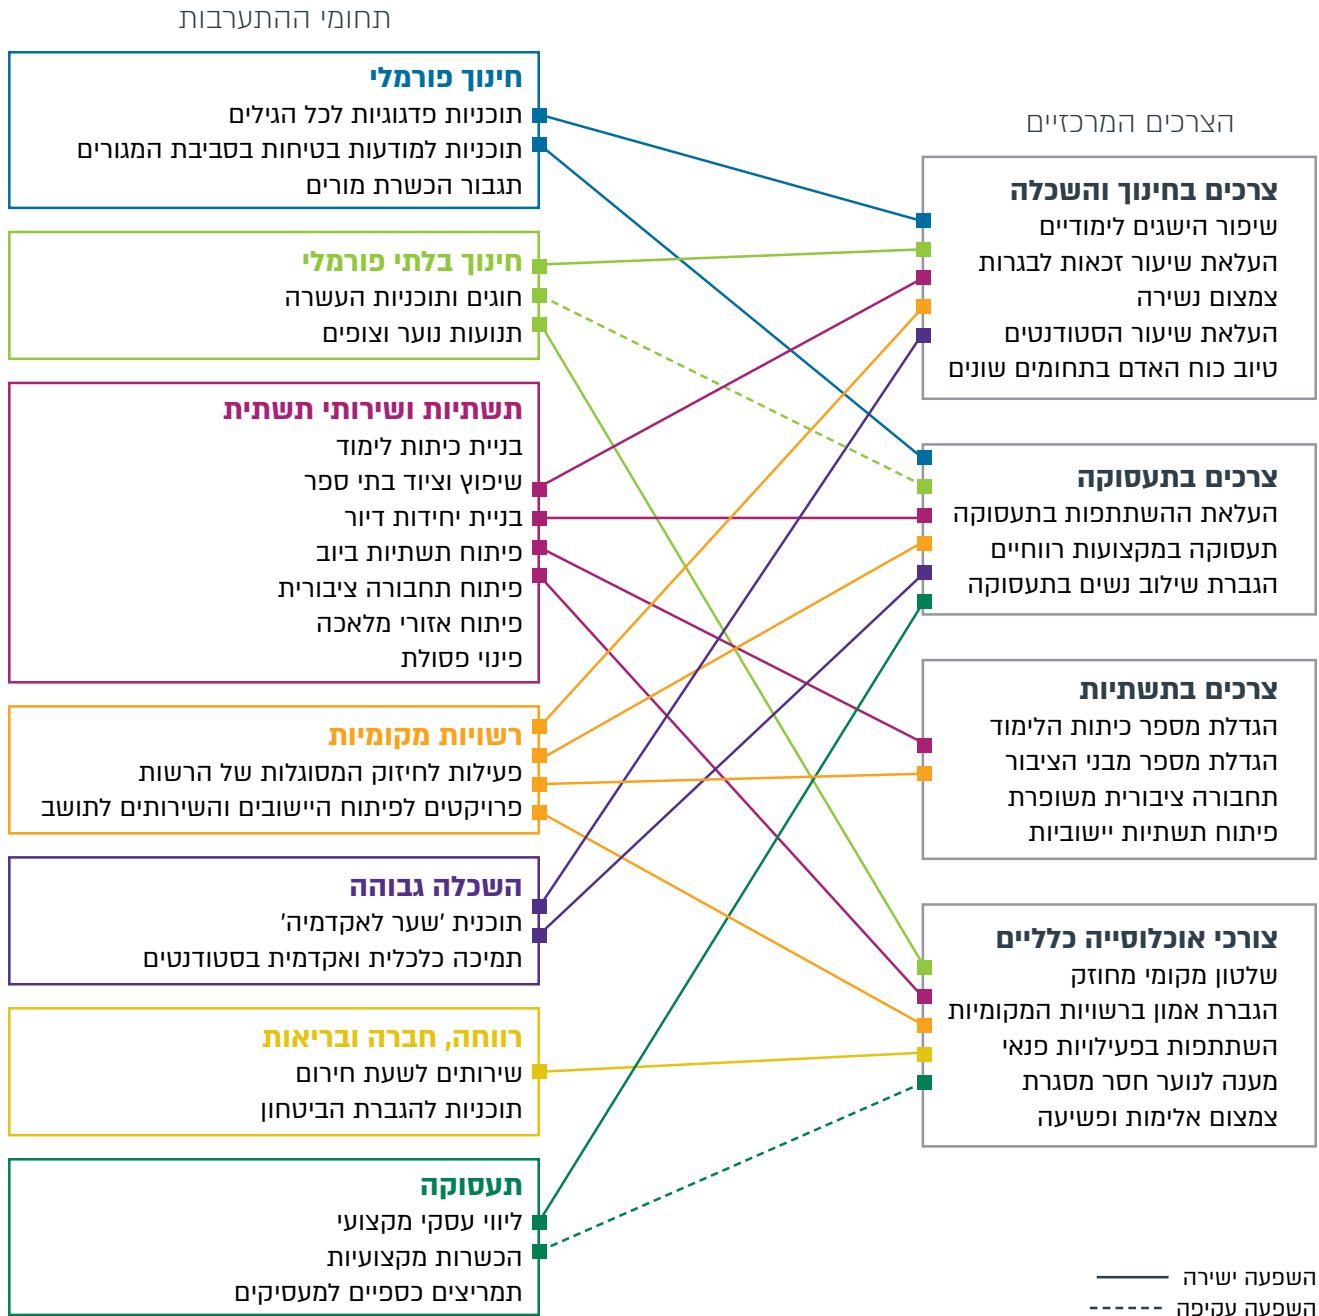 הצרכים המרכזיים
צרכים בחינוך והשכלה
שיפור הישגים לימודיים
העלאת שיעור זכאות לבגרות
צמצום נשירה
העלאת שיעור הסטודנטים
טיוב כוח האדם בתחומים שונים
צרכים בתעסוקה
העלאת ההשתתפות בתעסוקה
תעסוקה במקצועות רווחיים
הגברת שילוב נשים בתעסוקה
צרכים בתשתיות
הגדלת מספר כיתות הלימוד
הגדלת מספר מבני הציבור
תחבורה ציבורית משופרת
פיתוח תשתיות יישוביות
צורכי אוכלוסייה כלליים
שלטון מקומי מחוזק
הגברת אמון ברשויות המקומיות
השתתפות בפעילויות פנאי
מענה לנוער חסר מסגרת
צמצום אלימות ופשיעה
תחומי ההתערבות
חינוך פורמלי
תוכניות פדגוגיות לכל הגילים
תוכניות למודעות בטיחות בסביבת המגורים
תגבור הכשרת מורים
חינוך בלתי פורמלי
חוגים ותוכניות העשרה
תנועות נוער וצופים
תשתיות ושירותי תשתית
בניית כיתות לימוד
שיפוץ וציוד בתי ספר
בניית יחידות דיור
פיתוח תשתיות ביוב
פיתוח תחבורה ציבורית
פיתוח אזורי מלאכה
פינוי פסולת
רשויות מקומיות
פעילות לחיזוק המסוגלות של הרשות
פרויקטים לפיתוח היישובים והשירותים לתושב
השכלה גבוהה
תוכנית 'שער לאקדמיה'
תמיכה כלכלית ואקדמית בסטודנטים
רווחה, חברה ובריאות
שירותים לשעת חירום
תוכניות להגברת הביטחון
תעסוקה
ליווי עסקי מקצועי
הכשרות מקצועיות
תמריצים כספיים למעסיקים
השפעה ישירה
השפעה עקיפה